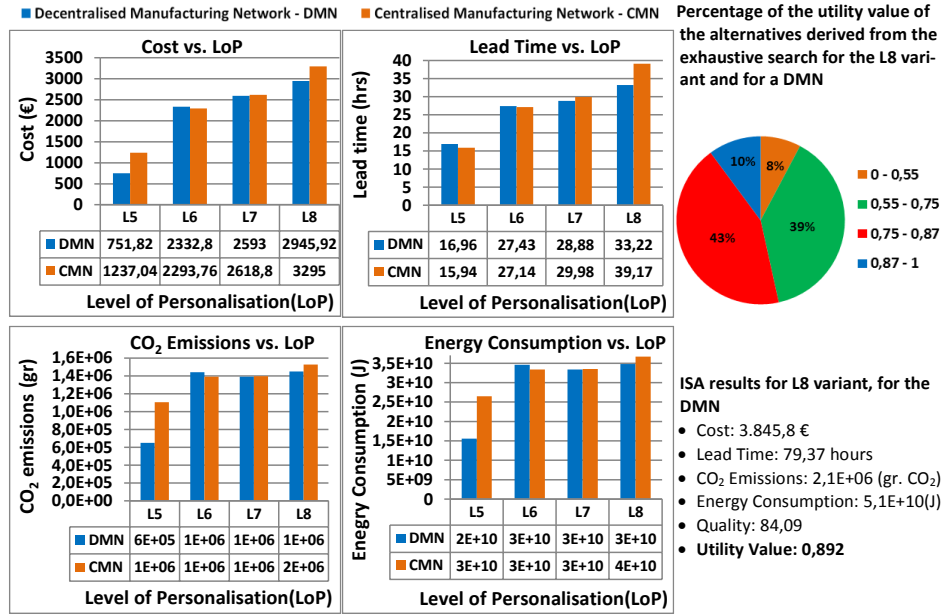 Decentralised Manufacturing Network - DMN
Centralised Manufacturing Network - CMN
Cost vs. LoP
Cost (€)
3500
3000
2500
2000
1500
1000
500
0
L5 L6 L7 L8
DMN 751,82 2332,8 2593 2945,92
CMN 1237,04 2293,76 2618,8 3295
Level of Personalisation(LoP)
Lead Time vs. LoP
Lead time (hrs)
40
35
30
25
20
15
10
5
0
L5 L6 L7 L8
DMN 16,96 27,43 28,88 33,22
CMN 15,94 27,14 29,98 39,17
Level of Personalisation(LoP)
Percentage of the utility value of
the alternatives derived from the
exhaustive search for the L8 vari-
ant and for a DMN
10%
8%
43%
39%
0 - 0,55
0,55 - 0,75
0,75 - 0,87
0,87 - 1
CO₂ Emissions vs. LoP
CO₂ emissions (gr)
1,6E+06
1,4E+06
1,2E+06
1,0E+06
8,0E+05
6,0E+05
4,0E+05
2,0E+05
0,0E+00
L5 L6 L7 L8
DMN 6E+05 1E+06 1E+06 1E+06
CMN 1E+06 1E+06 1E+06 2E+06
Level of Personalisation(LoP)
Energy Consumption vs. LoP
Enegry Consumption (J)
3,5E+10
3E+10
2,5E+10
2E+10
1,5E+10
1E+10
5E+09
0
L5 L6 L7 L8
DMN 2E+10 3E+10 3E+10 3E+10
CMN 3E+10 3E+10 3E+10 4E+10
Level of Personalisation(LoP)
ISA results for L8 variant, for the
DMN
• Cost: 3.845,8 €
• Lead Time: 79,37 hours
• CO₂ Emissions: 2,1E+06 (gr. CO₂)
• Energy Consumption: 5,1E+10(J)
• Quality: 84,09
• Utility Value: 0,892